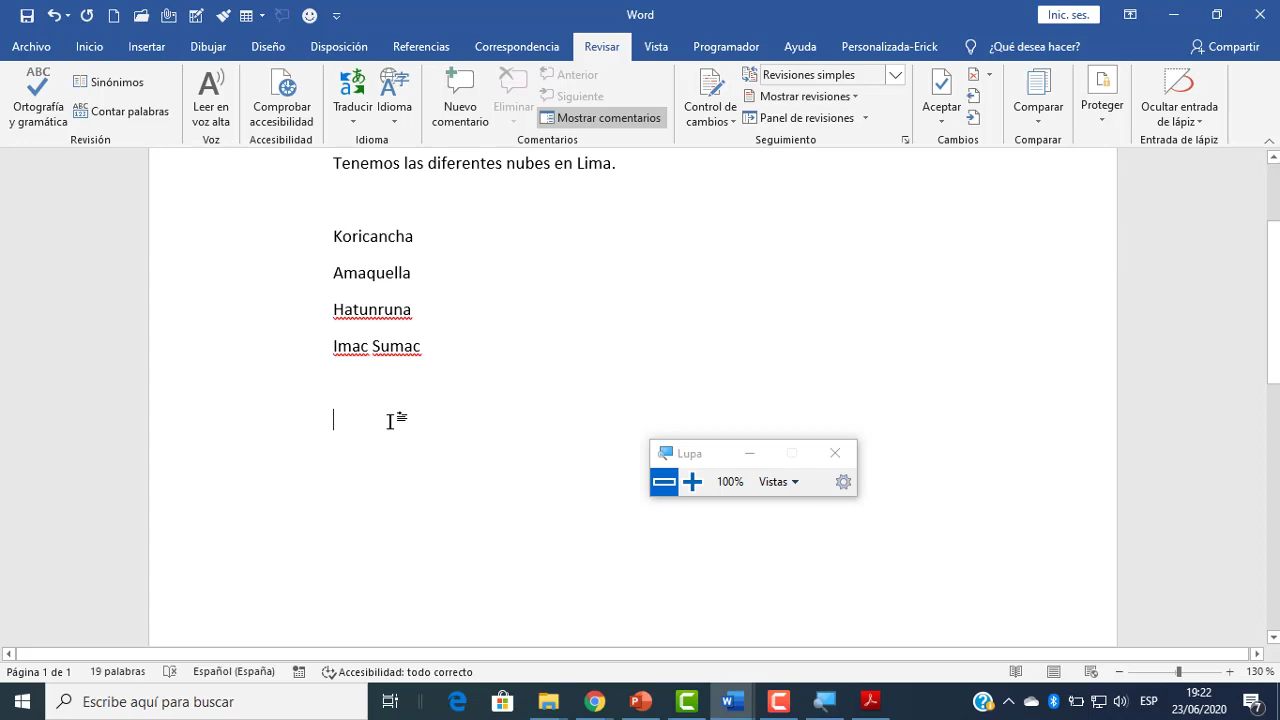 Word
Inic. ses.
Archivo Inicio Insertar Dibujar Diseño Disposición Referencias Correspondencia Revisar Vista Programador Ayuda Personaliza-Erick ¿Qué desea hacer? Compartir
ABC Ortografía y gramática
Sinónimos
ABC 123 Contar palabras
Revisión
Leer en voz alta
Voz
Comprobar accesibilidad
Accesibilidad
Traducir Idioma
Idioma
Nuevo comentario
Eliminar
Anterior
Siguiente
Mostrar comentarios
Comentarios
Control de cambios
Revisiones simples
Mostrar revisiones
Panel de revisiones
Seguimiento
Aceptar
Cambios
Comparar
Comparar
Proteger
Ocultar entrada de lápiz
Entrada de lápiz
Tenemos las diferentes nubes en Lima.
Koricancha
Amaquella
Hatunruna
Imac Sumac
Lupa
100% Vistas
Página 1 de 1 19 palabras Español (España) Accesibilidad: todo correcto 130 %
Escribe aquí para buscar
ESP
19:22
23/06/2020
7